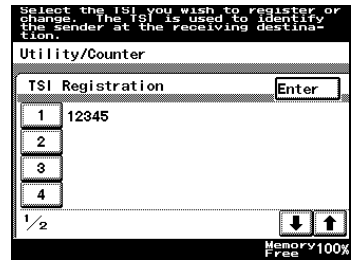 Select the TSI you wish to register or
change.  The TSI is used to identify
the sender at the receiving destina-
tion.
Utility/Counter
TSI Registration
Enter
1 12345
2
3
4
1/2
Memory 100%
Free